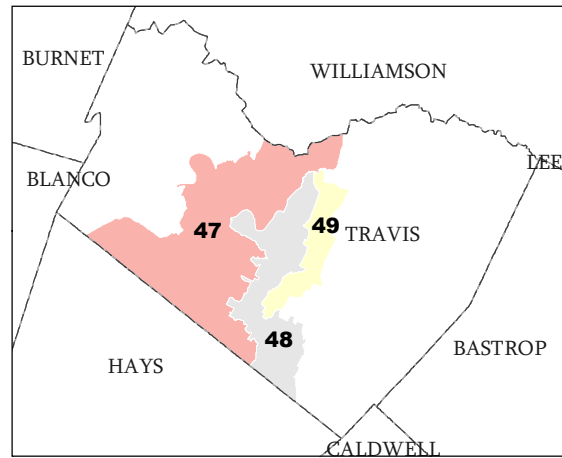 BURNET
WILLIAMSON
LEE
BLANCO
47
49
TRAVIS
48
HAYS
BASTROP
CALDWELL